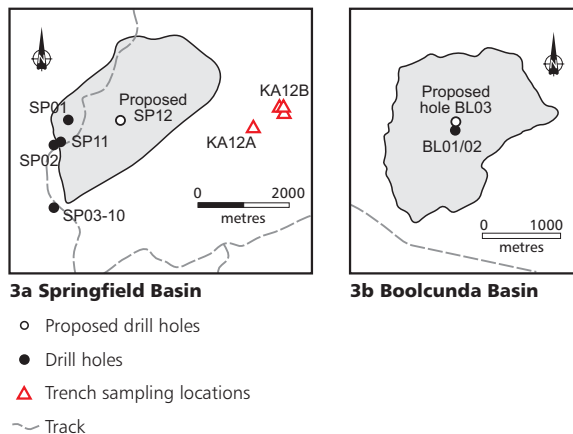 SP01
Proposed
SP12
SP11
SP02
SP03-10
KA12B
KA12A
0 2000
metres
3a Springfield Basin
Proposed
hole BL03
BL01/02
0 1000
metres
3b Boolcunda Basin
Proposed drill holes
Drill holes
Trench sampling locations
Track